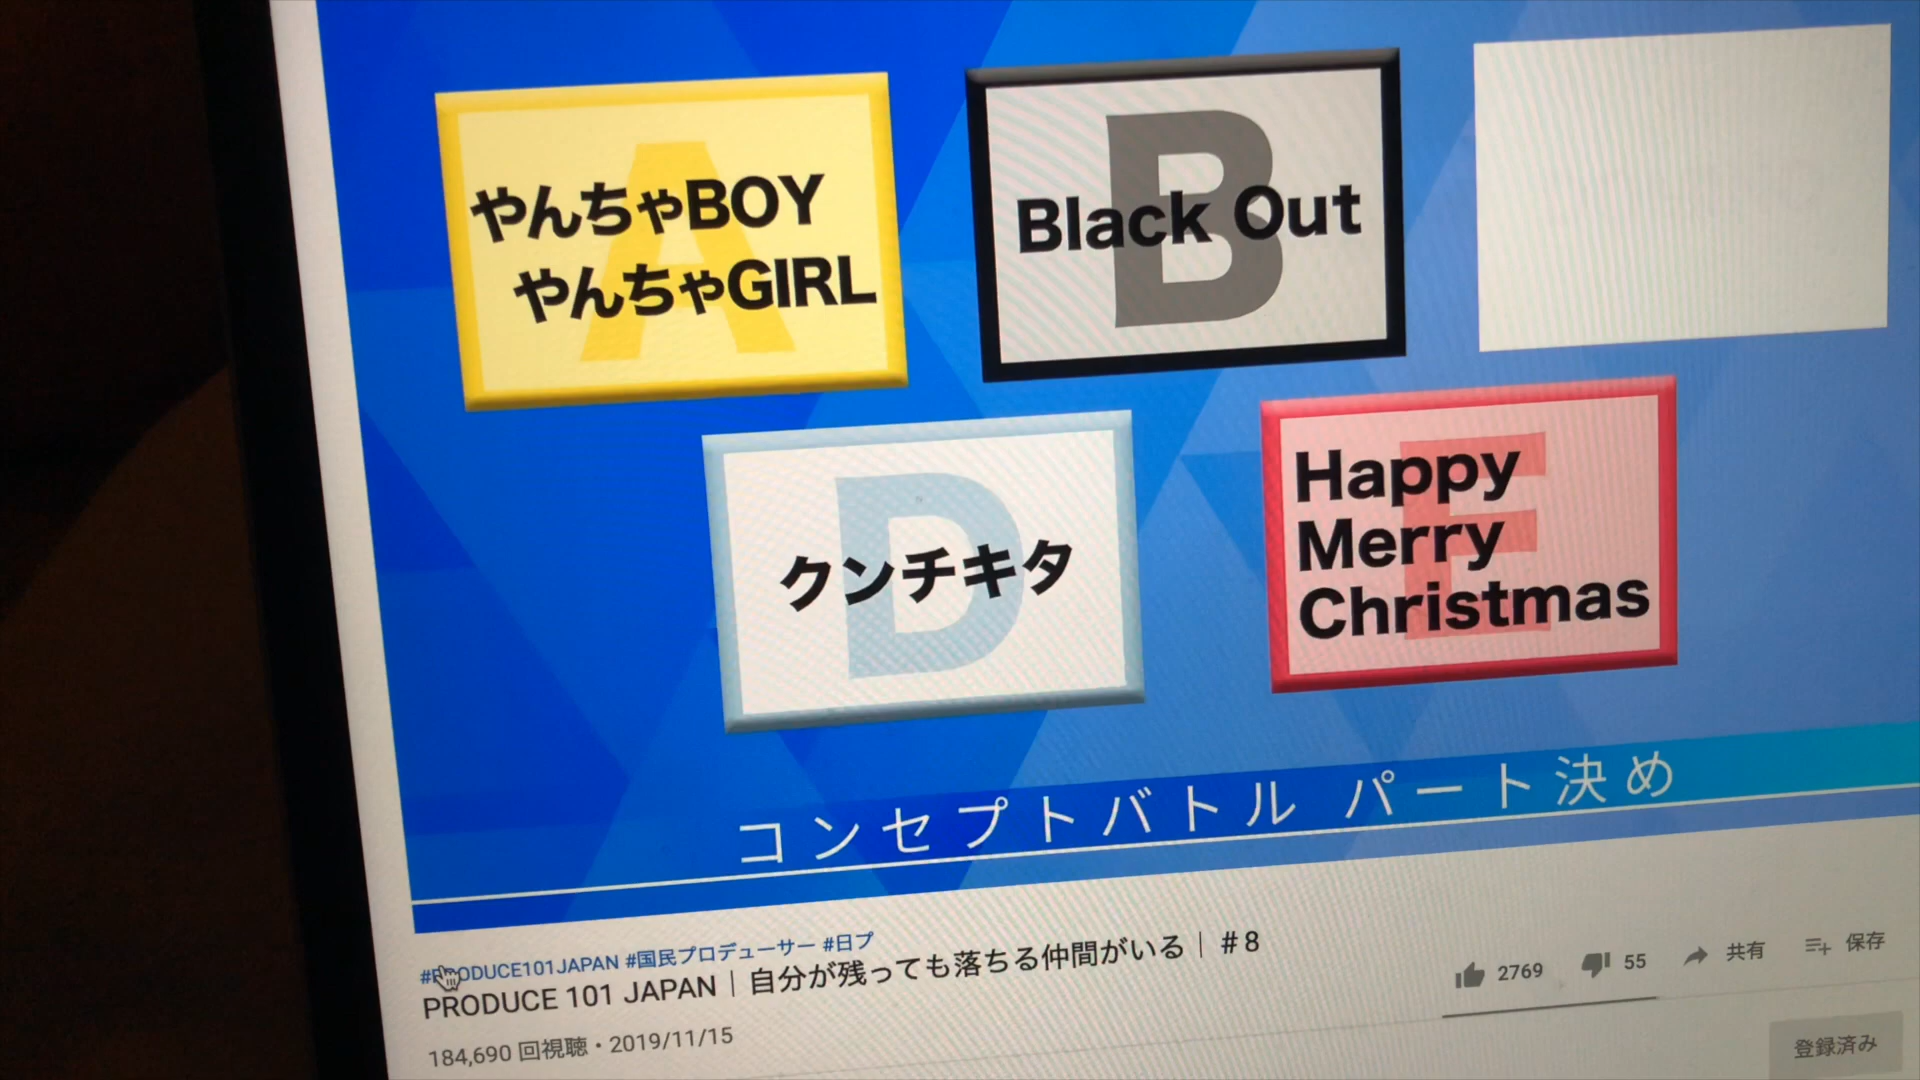 A
やんちゃBOY
やんちゃGIRL
B
Black Out
D
クンチキタ
E
Happy
Merry
Christmas
コンセプトバトル パート決め
#PRODUCE101JAPAN #国民プロデューサー #日プ
PRODUCE 101 JAPAN｜自分が残っても落ちる仲間がいる｜＃8
184,690 回視聴・2019/11/15
2769
55
共有
保存
登録済み